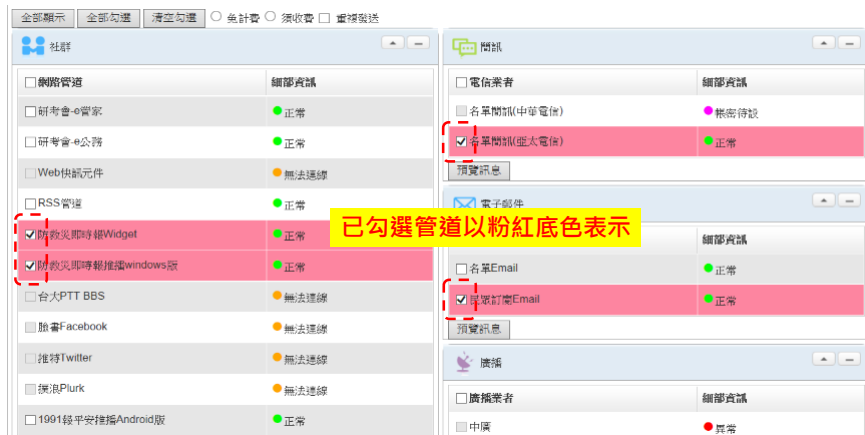 全部顯示 全部勾選 清空勾選 免計費 須收費 重複發送
社群
網路管道 細部資訊
研考會-e管家 正常
研考會-e公務 正常
Web快訊元件 無法連線
RSS管道 正常
防救災即時報Widget 正常
防救災即時報推播windows版 正常
台大PTT BBS 無法連線
臉書Facebook 無法連線
推特Twitter 無法連線
噗浪Plurk 無法連線
1991報平安推播Android版 正常
簡訊
電信業者 細部資訊
名單簡訊(中華電信) 帳密待設
名單簡訊(亞太電信) 正常
預覽訊息
電子郵件
已勾選管道以粉紅底色表示
細部資訊
名單Email 正常
民眾訂閱Email 正常
預覽訊息
廣播
廣播業者 細部資訊
中廣 異常